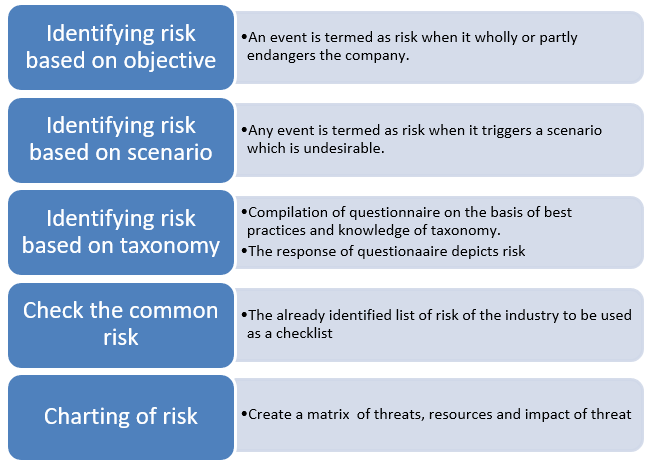 Identifying risk
based on objective
•An event is termed as risk when it wholly or partly
endangers the company.
Identifying risk
based on scenario
•Any event is termed as risk when it triggers a scenario
which is undesirable.
Identifying risk
based on taxonomy
•Compilation of questionnaire on the basis of best
practices and knowledge of taxonomy.
•The response of questionaaire depicts risk
Check the common
risk
•The already identified list of risk of the industry to be used
as a checklist
Charting of risk
•Create a matrix  of threats, resources and impact of threat